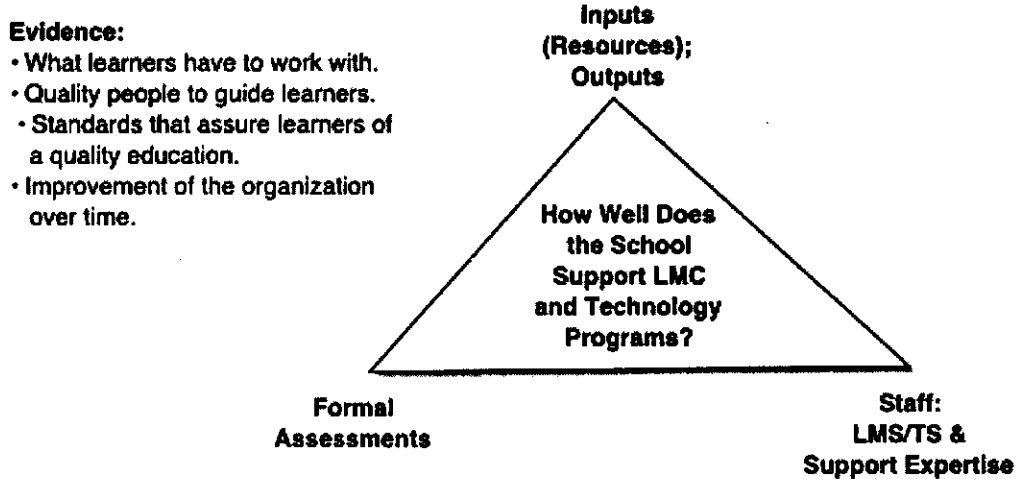 Evidence:
• What learners have to work with.
• Quality people to guide learners.
• Standards that assure learners of
a quality education.
• Improvement of the organization
over time.
Inputs
(Resources);
Outputs
How Well Does
the School
Support LMC
and Technology
Programs?
Formal
Assessments
Staff:
LMS/TS &
Support Expertise